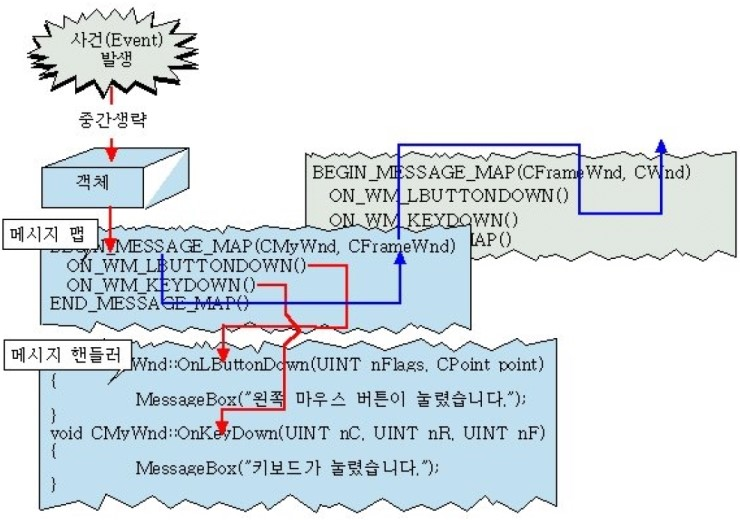 사건(Event)
발생
중간생략
객체
메시지 맵
BEGIN_MESSAGE_MAP(CFrameWnd, CWnd)
ON_WM_LBUTTONDOWN()
ON_WM_KEYDOWN()
MAP()
MESSAGE_MAP(CMyWnd, CFrameWnd)
ON_WM_LBUTTONDOWN()
ON_WM_KEYDOWN()
END_MESSAGE_MAP()
메시지 핸들러
Wnd::OnLButtonDown(UINT nFlags, CPoint point)
{
MessageBox("왼쪽 마우스 버튼이 눌렸습니다.");
}
void CMyWnd::OnKeyDown(UINT nC, UINT nR, UINT nF)
{
MessageBox("키보드가 눌렸습니다.");
}